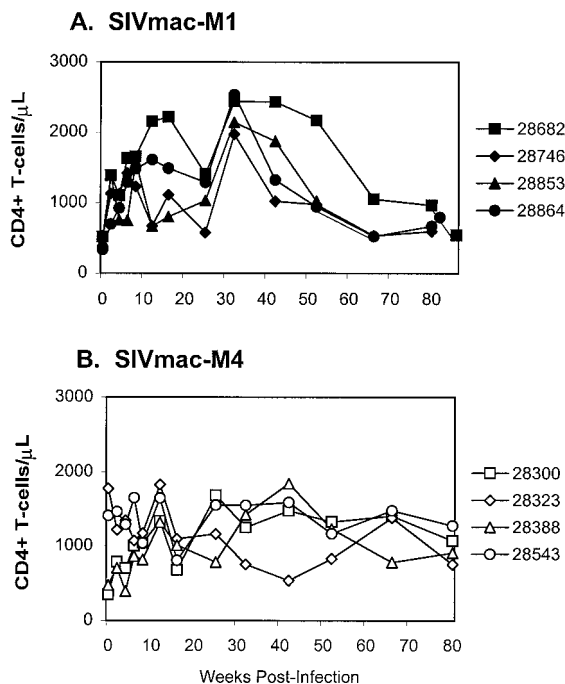 A. SIVmac-M1
CD4+ T-cells/µL
3000
2000
1000
0
0 10 20 30 40 50 60 70 80
28682
28746
28853
28864
B. SIVmac-M4
CD4+ T-cells/µL
3000
2000
1000
0
0 10 20 30 40 50 60 70 80
28300
28323
28388
28543
Weeks Post-Infection